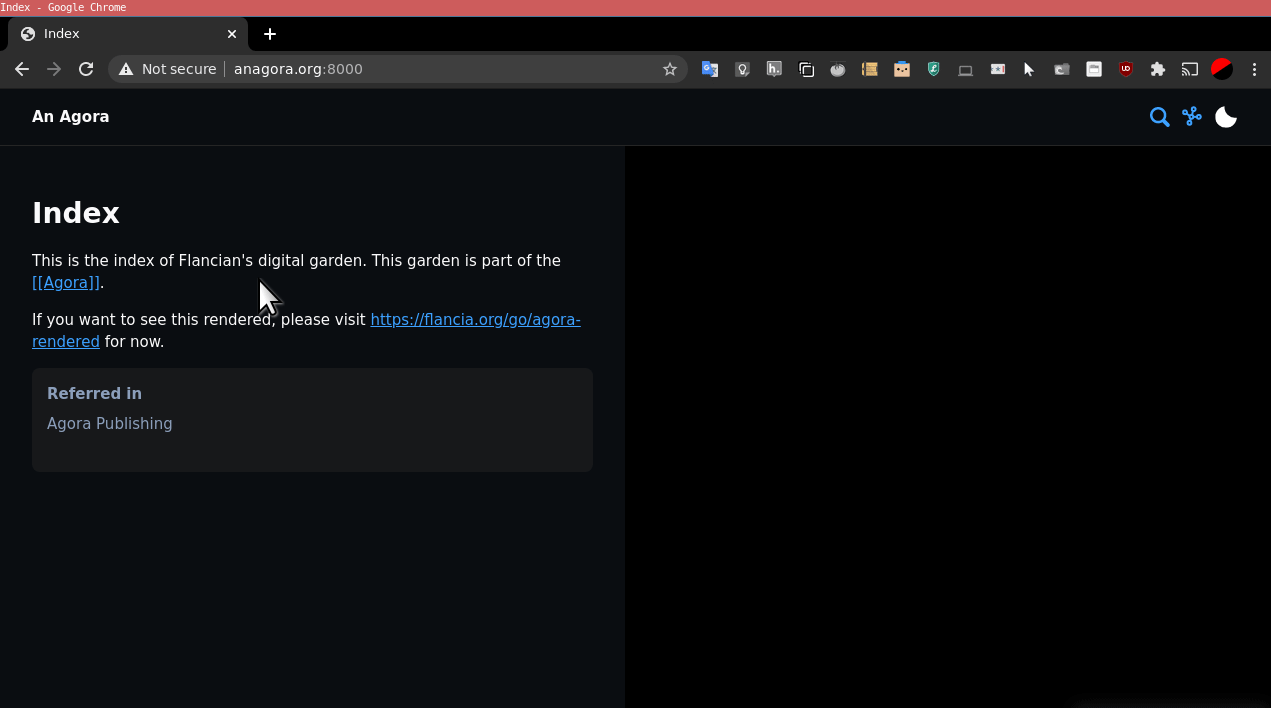 Index - Google Chrome
Index
Not secure | anagora.org:8000
h.
UD
An Agora
Index
This is the index of Flancian's digital garden. This garden is part of the
[[Agora]].
If you want to see this rendered, please visit https://flancia.org/go/agora-
rendered for now.
Referred in
Agora Publishing